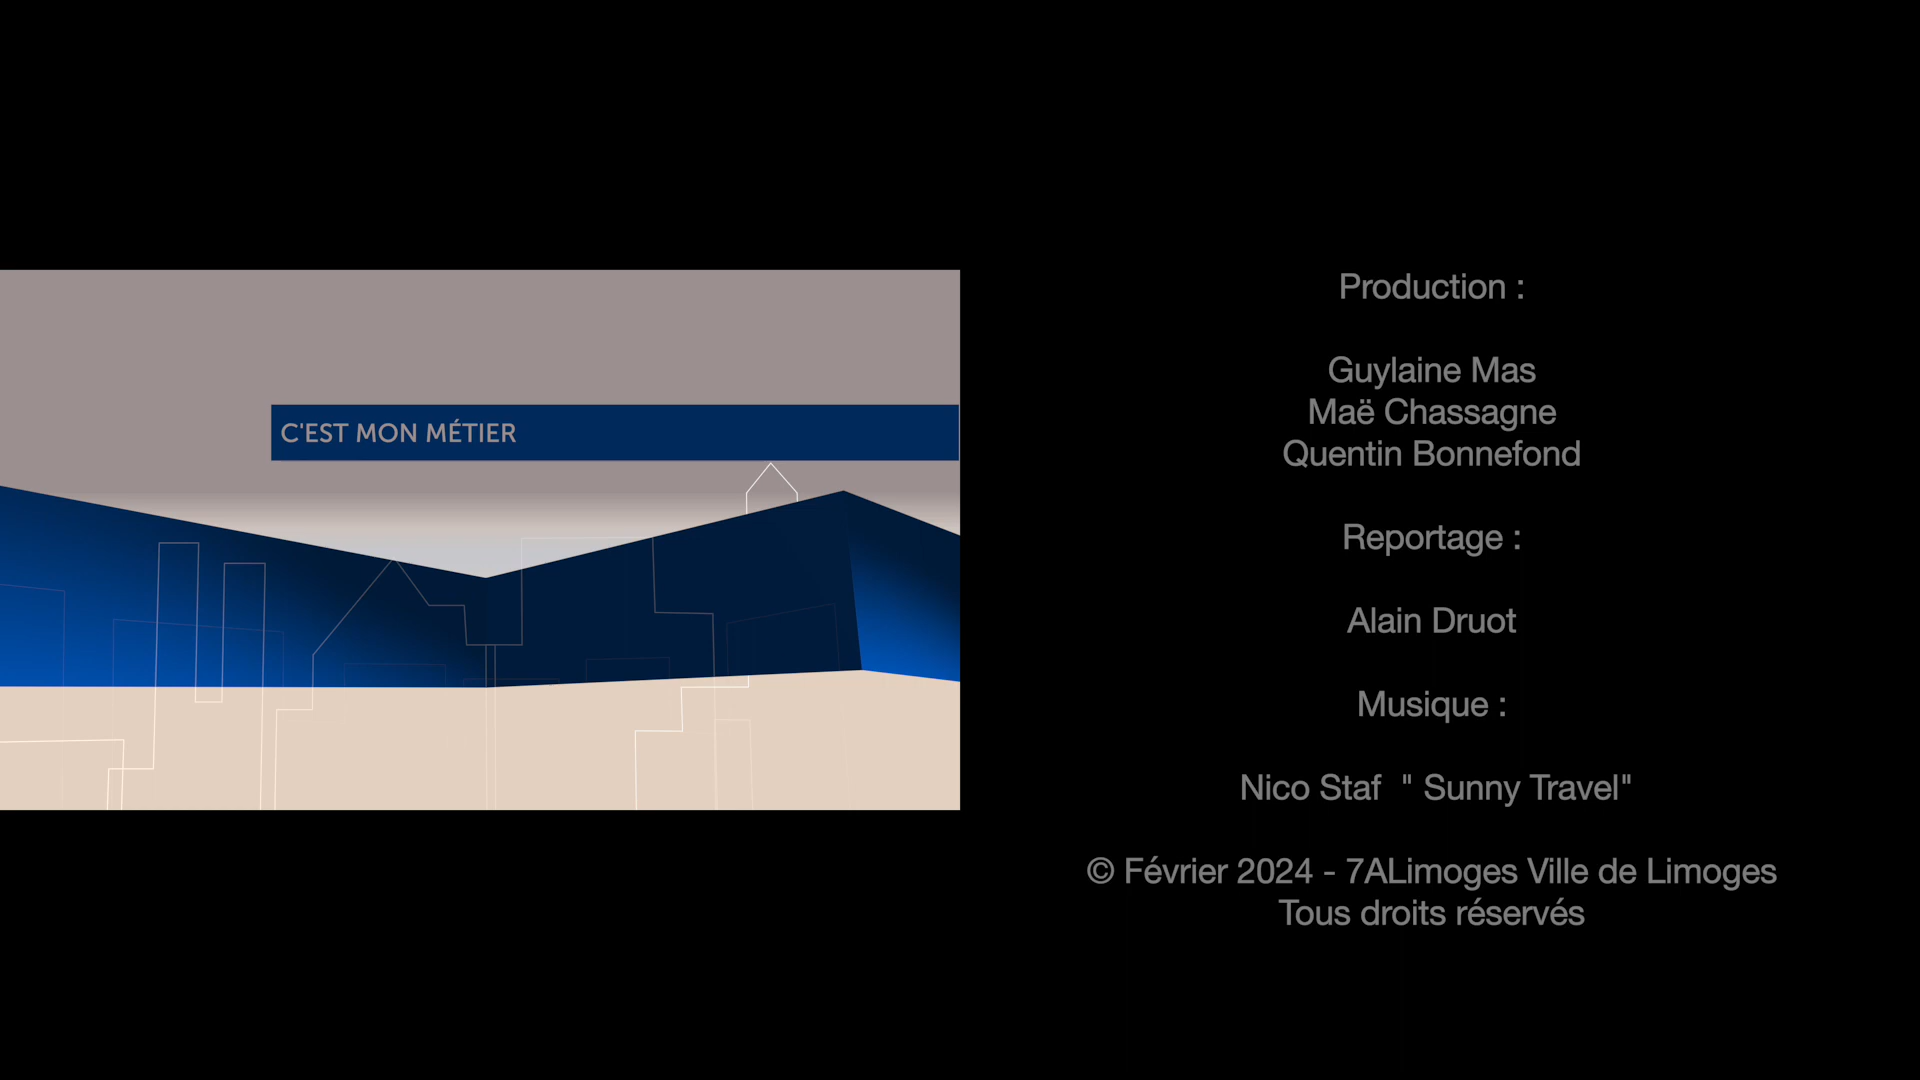 C'EST MON MÉTIER
Production :
Guylaine Mas
Maë Chassagne
Quentin Bonnefond
Reportage :
Alain Druot
Musique :
Nico Staf " Sunny Travel"
© Février 2024 - 7ALimoges Ville de Limoges
Tous droits réservés